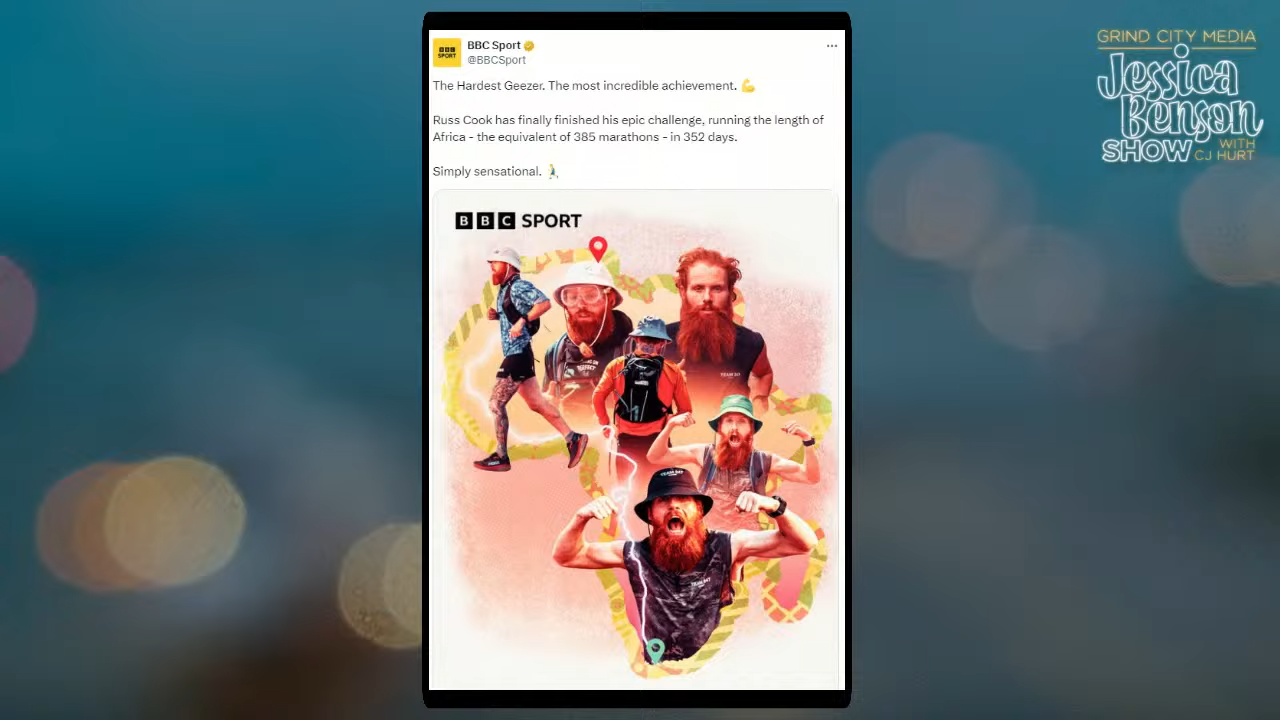 BBC Sport
@BBCSport
The Hardest Geezer. The most incredible achievement. 💪
Russ Cook has finally finished his epic challenge, running the length of
Africa - the equivalent of 385 marathons - in 352 days.
Simply sensational.
BBC SPORT
GRIND CITY MEDIA
Jessica
Benson
SHOW WITH
CJ HURT